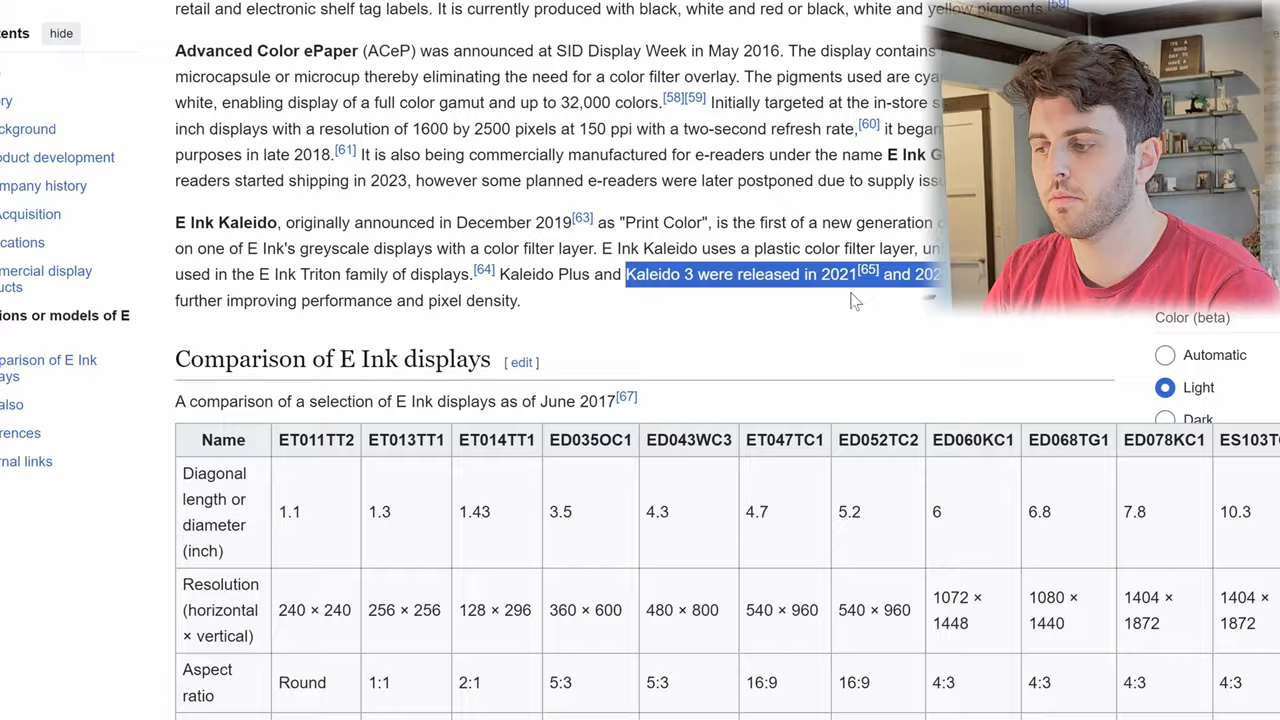 retail and electronic shelf tag labels. It is currently produced with black, white and red or black, white and yellow pigments.[59]
Advanced Color ePaper (ACeP) was announced at SID Display Week in May 2016. The display contains
microcapsule or microcup thereby eliminating the need for a color filter overlay. The pigments used are
white, enabling display of a full color gamut and up to 32,000 colors.[58][59] Initially targeted at the in-store
inch displays with a resolution of 1600 by 2500 pixels at 150 ppi with a two-second refresh rate,[60] it began
purposes in late 2018.[61] It is also being commercially manufactured for e-readers under the name E Ink
readers started shipping in 2023, however some planned e-readers were later postponed due to supply
E Ink Kaleido, originally announced in December 2019[63] as "Print Color", is the first of a new generation
on one of E Ink's greyscale displays with a color filter layer. E Ink Kaleido uses a plastic color filter layer,
used in the E Ink Triton family of displays.[64] Kaleido Plus and Kaleido 3 were released in 2021[65] and 202
further improving performance and pixel density.
ents hide
ry
ckground
oduct development
mpany history
cquisition
cations
mercial display
ucts
ions or models of E
parison of E Ink
ays
also
rences
rnal links
IT'S A
GOOD
DAY TO
HAVE A
GOOD DAY
Color (beta)
Automatic
Light
Dark
Comparison of E Ink displays [ edit ]
A comparison of a selection of E Ink displays as of June 2017[67]
Name ET011TT2 ET013TT1 ET014TT1 ED035OC1 ED043WC3 ET047TC1 ED052TC2 ED060KC1 ED068TG1 ED078KC1 ES103T
Diagonal
length or
diameter
(inch)
1.1 1.3 1.43 3.5 4.3 4.7 5.2 6 6.8 7.8 10.3
Resolution
(horizontal
× vertical)
240 × 240 256 × 256 128 × 296 360 × 600 480 × 800 540 × 960 540 × 960 1072 × 1080 × 1404 × 1404 ×
1448 1440 1872 1872
Aspect
ratio
Round 1:1 2:1 5:3 5:3 16:9 16:9 4:3 4:3 4:3 4:3